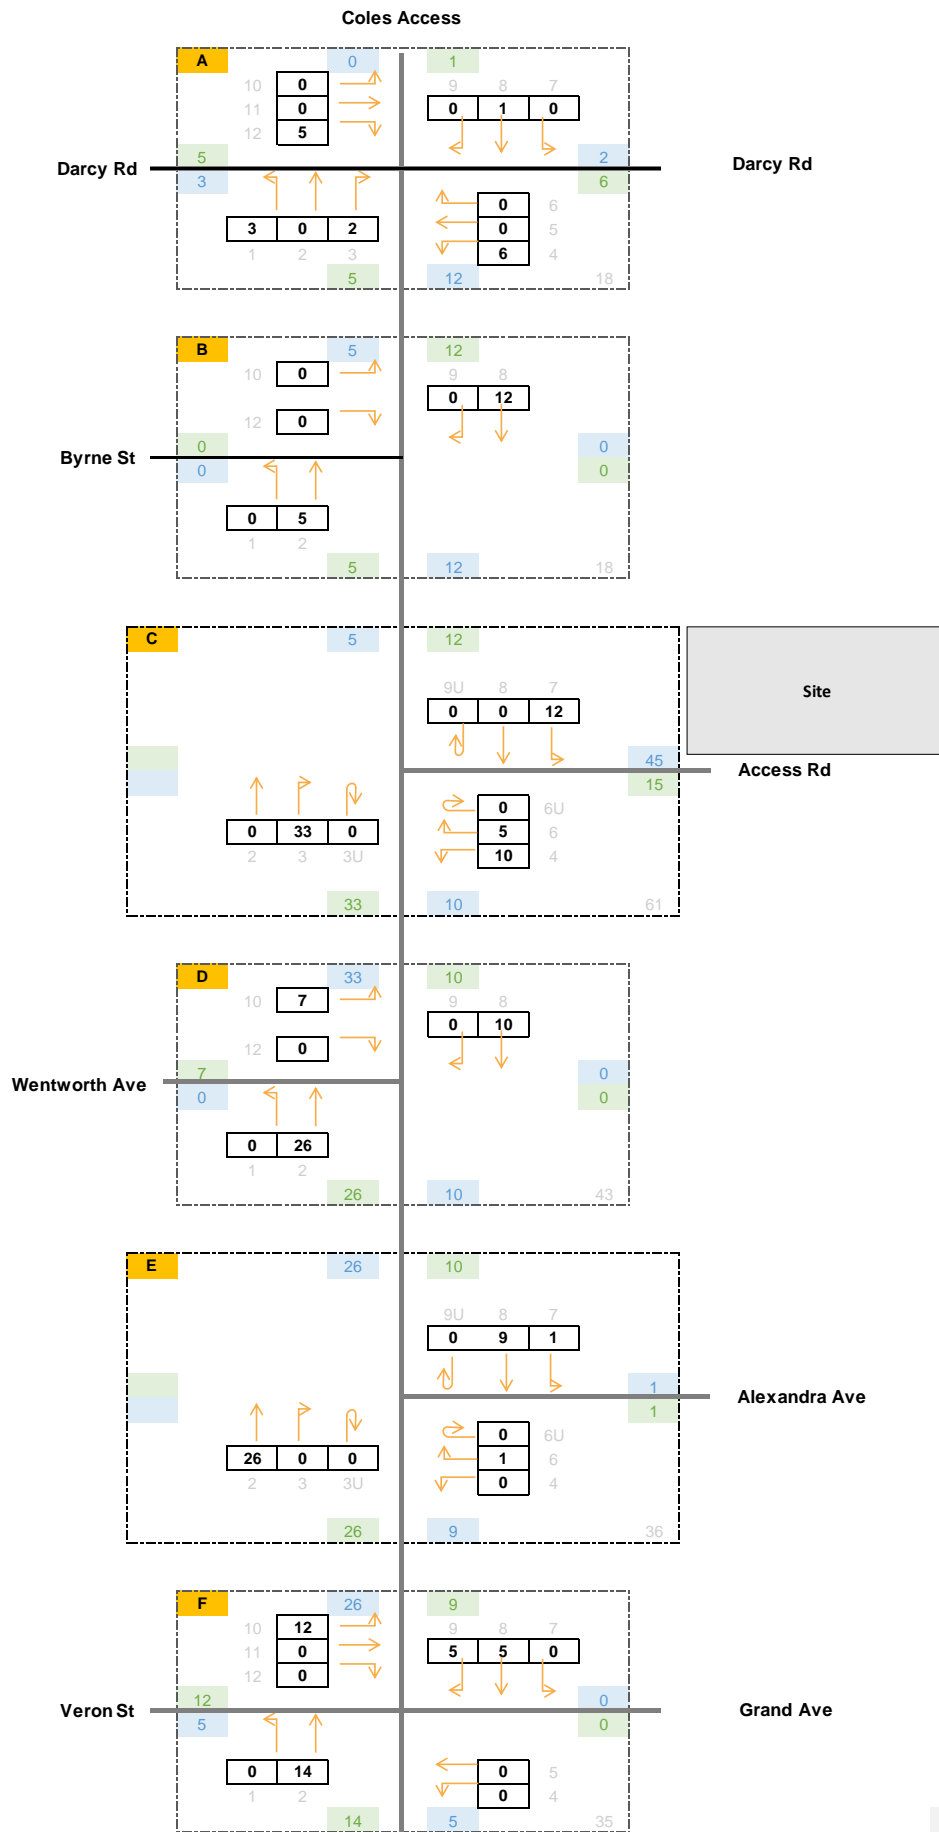 Coles Access
A 0 1
10 0 9 8 7
11 0 0 1 0
12 5
5 2
Darcy Rd Darcy Rd
3 6
0 6
3 0 2 0 5
1 2 3 6 4
5 12 18
B 5 12
10 0 9 8
0 12
12 0
0 0
Byrne St
0 0
0 5
1 2
5 12 18
C 5 12
9U 8 7
Site
0 0 12
45
Access Rd
15
0 6U
0 33 0 5 6
2 3 3U 10 4
33 10 61
D 33 10
10 7 9 8
0 10
12 0
7 0
Wentworth Ave
0 0
0 26
1 2
26 10 43
E 26 10
9U 8 7
0 9 1
1
Alexandra Ave
1
0 6U
26 0 0 1 6
2 3 3U 0 4
26 9 36
F 26 9
10 12 9 8 7
11 0 5 5 0
12 0
12 0
Veron St Grand Ave
5 0
0 14 0 5
1 2 0 4
14 5 35